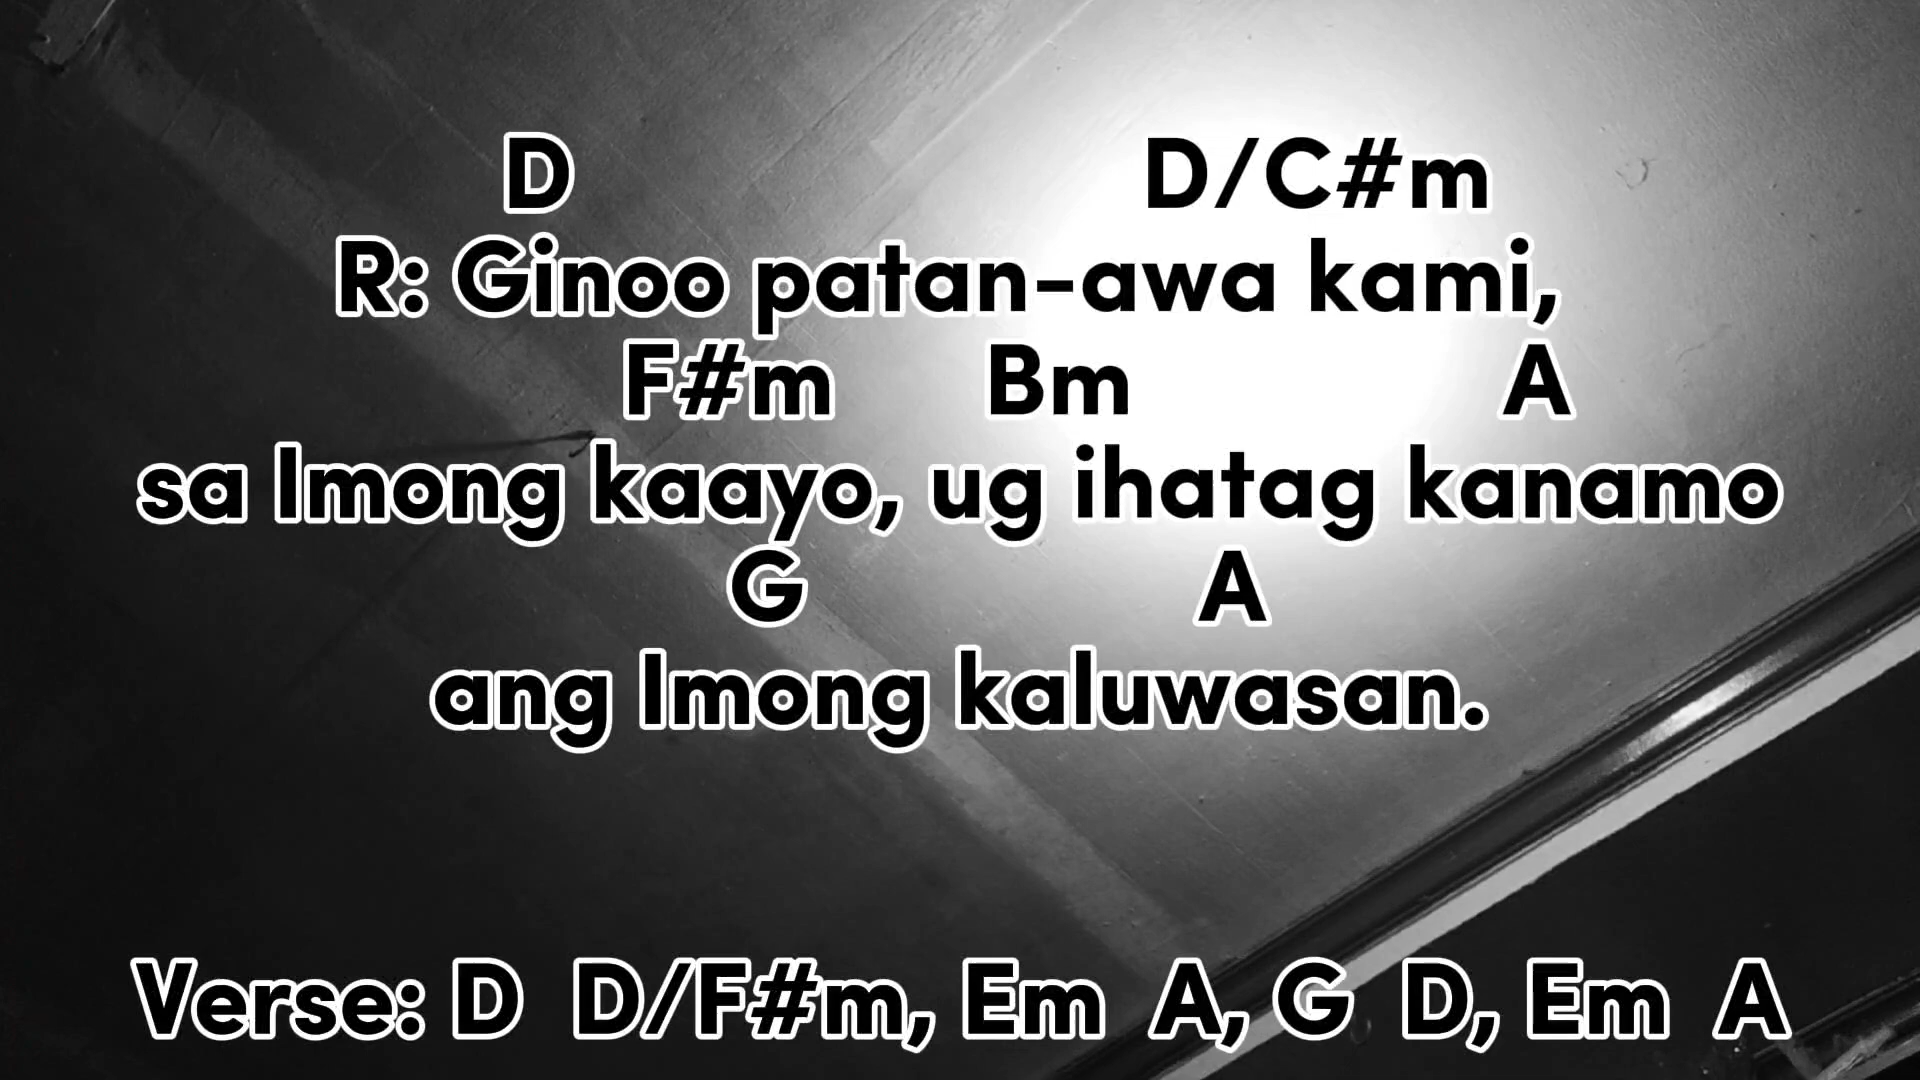 D D/C#m
R: Ginoo patan-awa kami,
F#m Bm A
sa Imong kaayo, ug ihatag kanamo
G A
ang Imong kaluwasan.
Verse: D D/F#m, Em A, G D, Em A